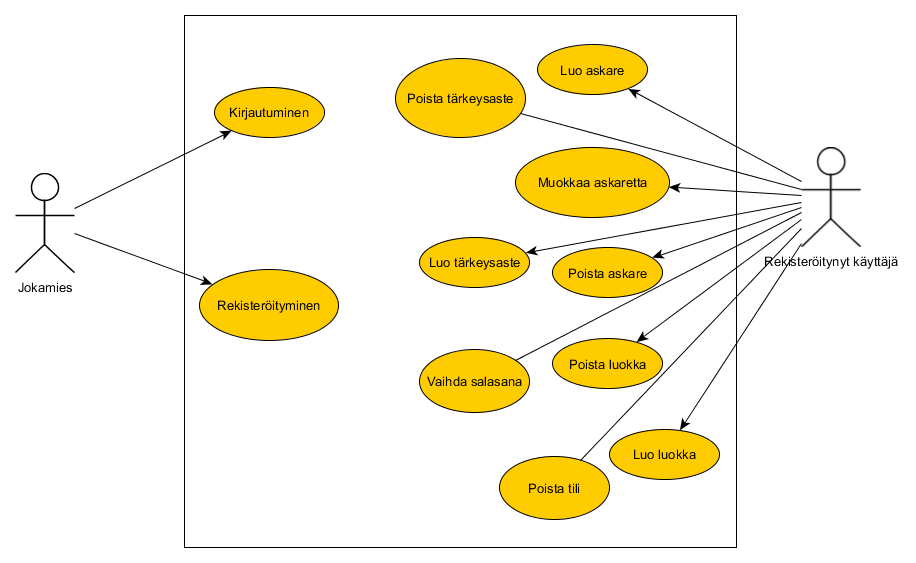 Luo askare
Poista tärkeysaste
Kirjautuminen
Muokkaa askaretta
Luo tärkeysaste
Poista askare
Rekisteröitynyt käyttäjä
Jokamies
Rekisteröityminen
Poista luokka
Vaihda salasana
Luo luokka
Poista tili